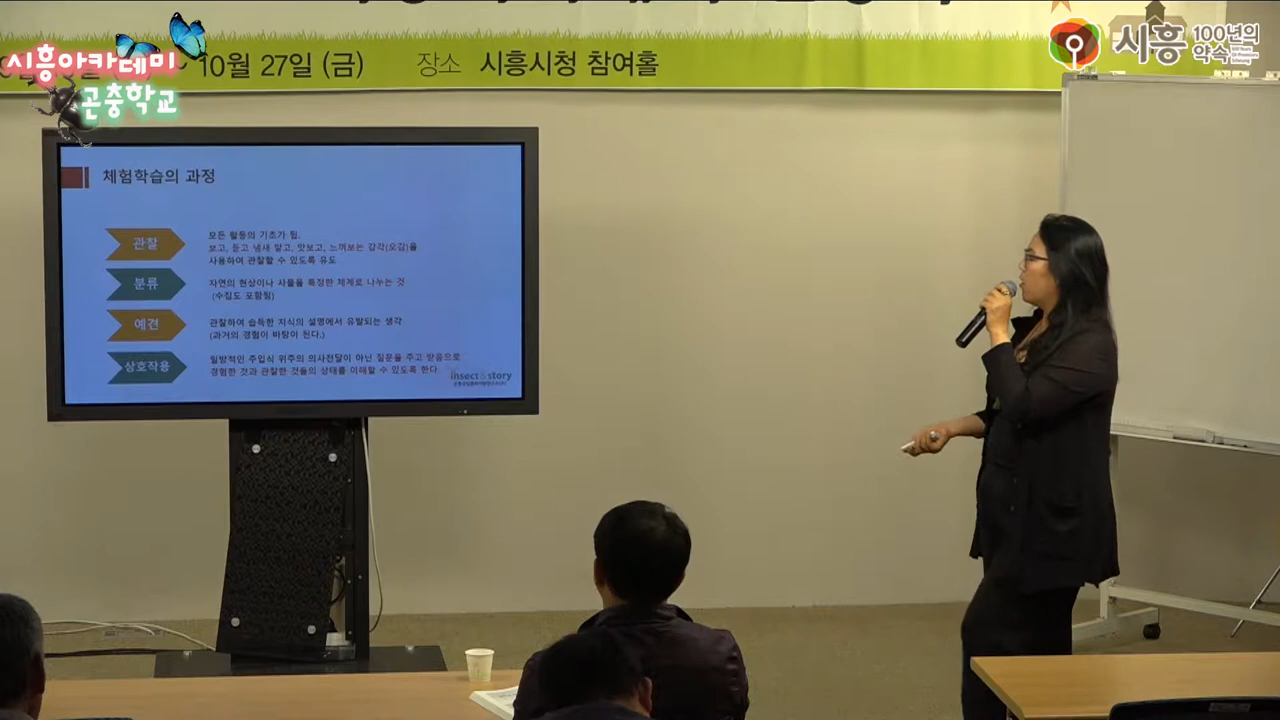 시흥아카데미
곤충학교
10월 27일 (금) 장소 시흥시청 참여홀
시흥 100년의
약속
체험학습의 과정
관찰
모든 활동의 기초가 됨.
보고, 듣고 냄새 맡고, 맛보고, 느껴보는 감각(오감)을
사용하여 관찰할 수 있도록 유도
분류
자연의 현상이나 사물을 특정한 체계로 나누는 것
(수집도 포함됨)
예견
관찰하여 습득한 지식의 설명에서 유발되는 생각
(과거의 경험이 바탕이 된다.)
상호작용
일방적인 주입식 위주의 의사전달이 아닌 질문을 주고 받음으로
경험한 것과 관찰한 것들의 상태를 이해할 수 있도록 한다.
insect story